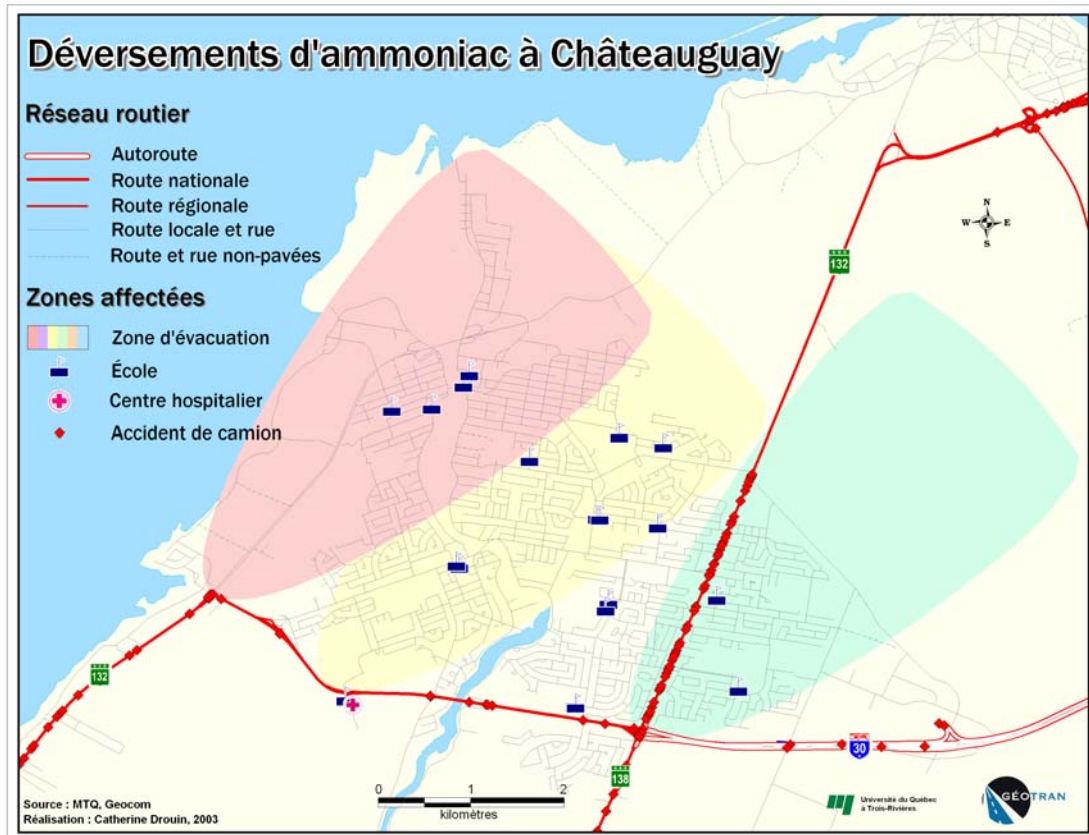 Déversements d'ammoniac à Châteauguay
Réseau routier
Autoroute
Route nationale
Route régionale
Route locale et rue
Route et rue non-pavées
Zones affectées
Zone d'évacuation
École
Centre hospitalier
Accident de camion
N
W E
S
132
132
138
30
0 1 2
kilomètres
Source : MTQ, Geocom
Réalisation : Catherine Drouin, 2003
Université du Québec
à Trois-Rivières
GÉOTRAN